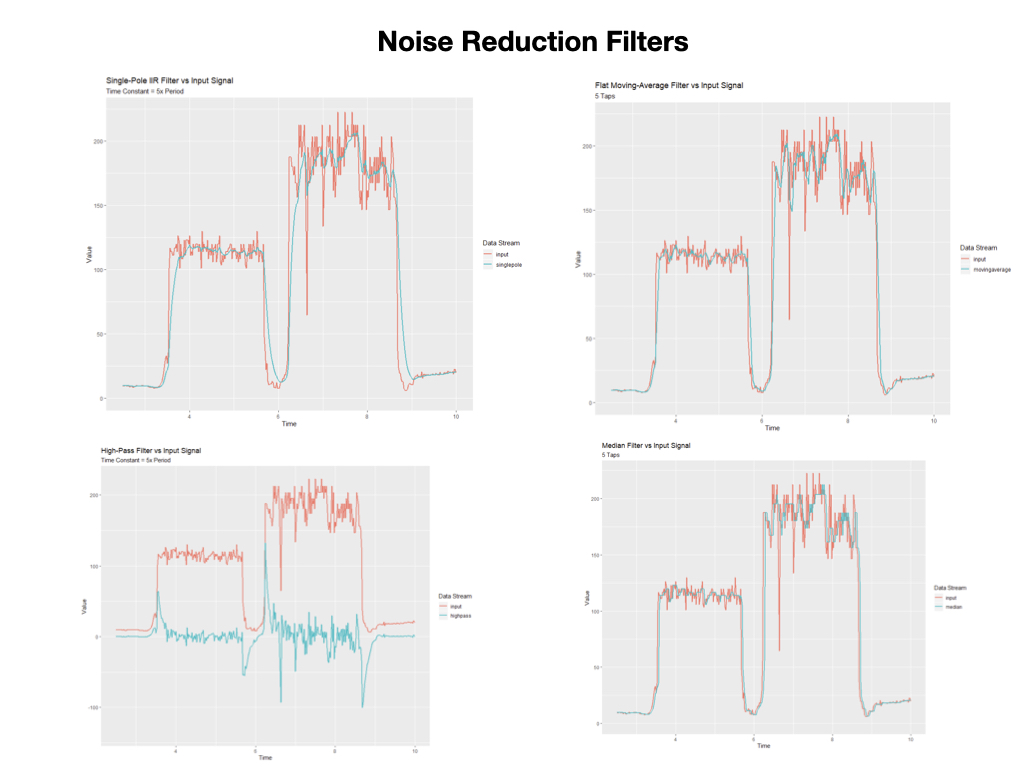 Noise Reduction Filters
Single-Pole IIR Filter vs Input Signal
Time Constant = 5x Period
200
150
100
50
0
Value
4
6
8
10
Time
Data Stream
input
singlepole
Flat Moving-Average Filter vs Input Signal
5 Taps
200
150
100
50
0
Value
4
6
8
10
Time
Data Stream
input
movingaverage
High-Pass Filter vs Input Signal
Time Constant = 5x Period
200
100
0
-100
Value
4
6
8
10
Time
Data Stream
input
highpass
Median Filter vs Input Signal
5 Taps
200
150
100
50
0
Value
4
6
8
10
Time
Data Stream
input
median